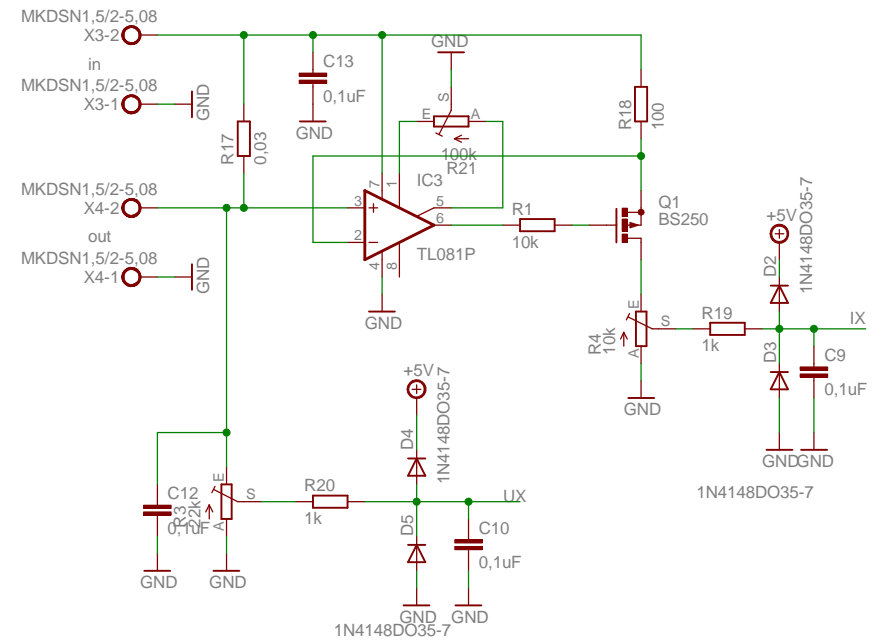 MKDSN1,5/2-5,08
X3-2
in
MKDSN1,5/2-5,08
X3-1
GND
R17
0,03
C13
0,1uF
GND
GND
S
E
A
100k
R21
R18
100
MKDSN1,5/2-5,08
X4-2
out
MKDSN1,5/2-5,08
X4-1
GND
IC3
7
1
3
5
6
2
4
8
TL081P
GND
R1
10k
Q1
BS250
+5V
D2
1N4148DO35-7
E
S
A
R4
10k
R19
1k
IX
D3
C9
0,1uF
GND
GND
GND
1N4148DO35-7
+5V
D4
1N4148DO35-7
C12
0,1uF
R3
22k
E
S
A
R20
1k
UX
D5
C10
0,1uF
GND
GND
GND
GND
1N4148DO35-7